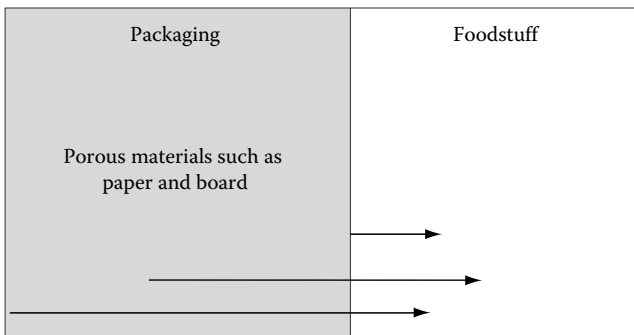 Packaging
Foodstuff
Porous materials such as
paper and board